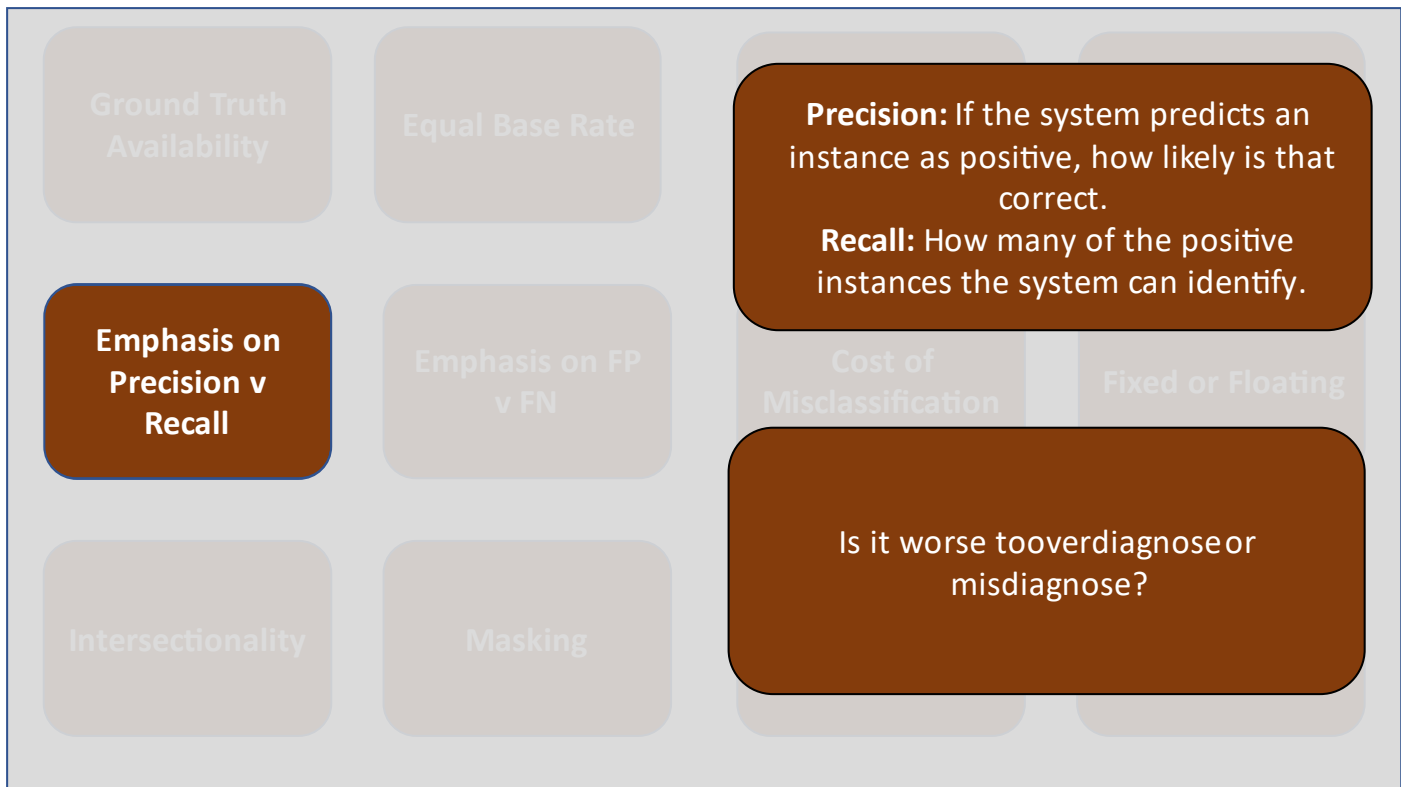 Ground Truth
Availability
Equal Base Rate
Precision: If the system predicts an
instance as positive, how likely is that
correct.
Recall: How many of the positive
instances the system can identify.
Emphasis on
Precision v
Recall
Emphasis on FP
v FN
Cost of
Misclassification
Fixed or Floating
Is it worse tooverdiagnoseor
misdiagnose?
Intersectionality
Masking